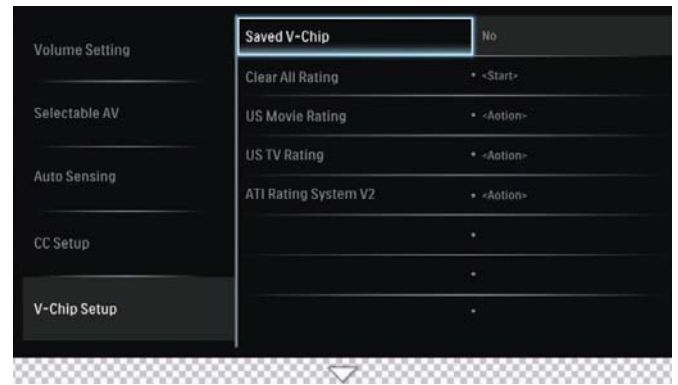 Volume Setting
Selectable AV
Auto Sensing
CC Setup
V-Chip Setup
Saved V-Chip No
Clear All Rating • <Start>
US Movie Rating • <Aotion>
US TV Rating • <Aotion>
ATI Rating System V2 • <Aotion>
•
•
•